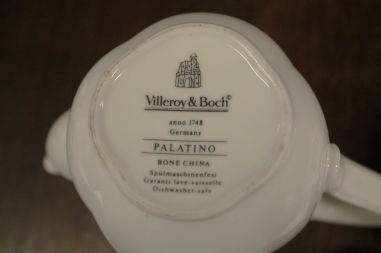 Villeroy & Boch©
anno 1748
Germany
PALATINO
BONE CHINA
Spülmaschinenfest
Garanti lave-vaisselle
Dishwasher-safe